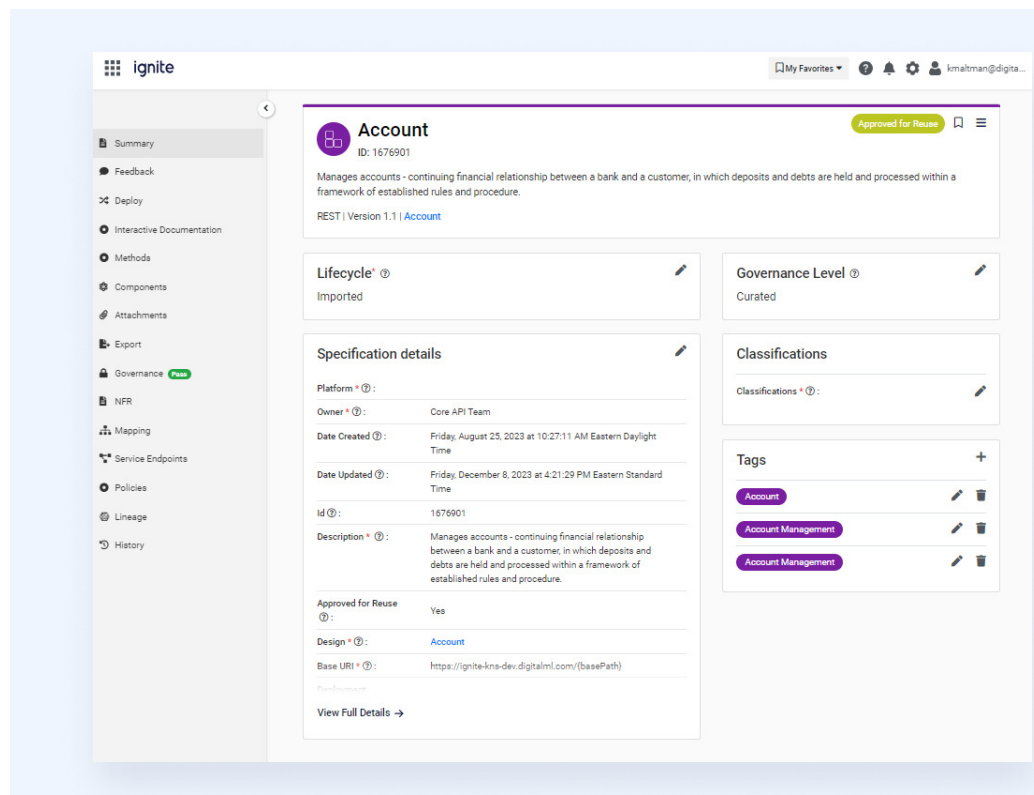 ignite
My Favorites
kmaltman@digita...
Summary
Feedback
Deploy
Interactive Documentation
Methods
Components
Attachments
Export
Governance Pass
NFR
Mapping
Service Endpoints
Policies
Lineage
History
Account
Approved for Reuse
ID: 1676901
Manages accounts - continuing financial relationship between a bank and a customer, in which deposits and debts are held and processed within a
framework of established rules and procedure.
REST | Version 1.1 | Account
Lifecycle*
Imported
Governance Level
Curated
Specification details
Platform * :
Owner * : Core API Team
Date Created : Friday, August 25, 2023 at 10:27:11 AM Eastern Daylight
Time
Date Updated : Friday, December 8, 2023 at 4:21:29 PM Eastern Standard
Time
Id : 1676901
Description * : Manages accounts - continuing financial relationship
between a bank and a customer, in which deposits and
debts are held and processed within a framework of
established rules and procedure.
Approved for Reuse
: Yes
Design * : Account
Base URI * : https://ignite-kns-dev.digitalml.com/{basePath}
Deployment
View Full Details →
Classifications
Classifications * :
Tags
Account
Account Management
Account Management